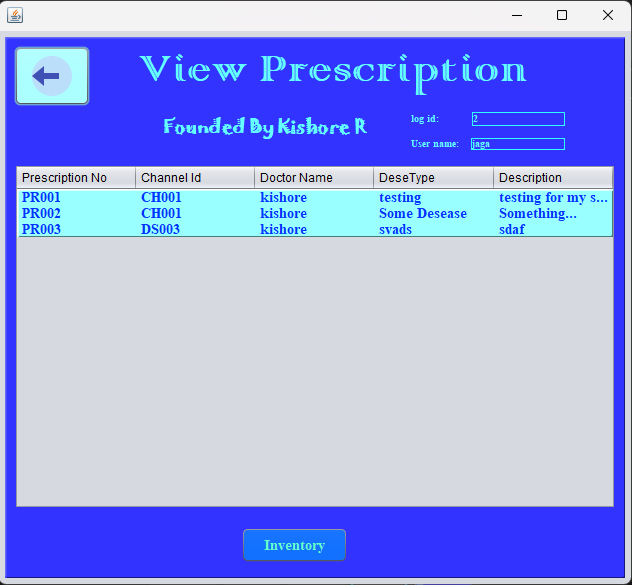 View Prescription
Founded By Kishore R
log id: 2
User name: jaga
Prescription No Channel Id Doctor Name DeseType Description
PR001 CH001 kishore testing testing for my s...
PR002 CH001 kishore Some Desease Something...
PR003 DS003 kishore svads sdaf
Inventory